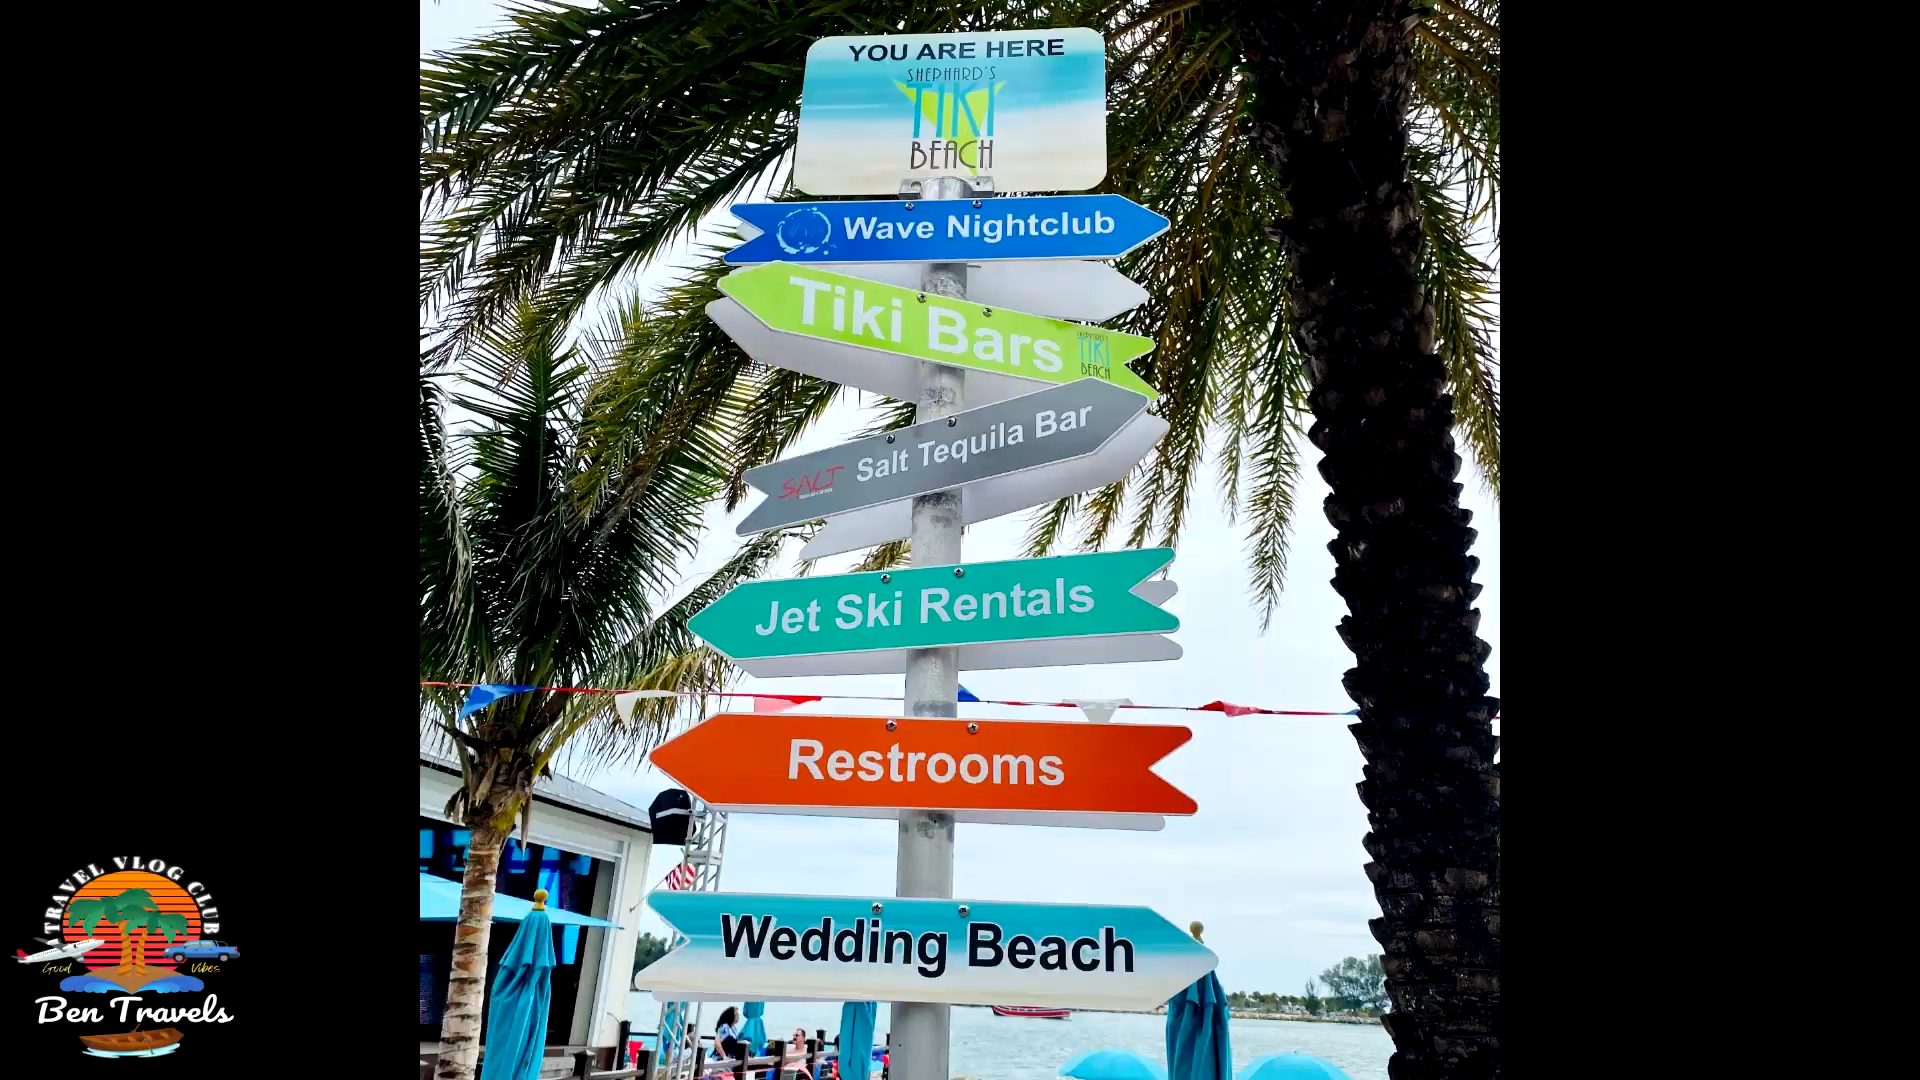 YOU ARE HERE
SHEPHARD'S
TIKI
BEACH
Wave Nightclub
Tiki Bars
SHEPHARD'S
TIKI
BEACH
SALT
Salt Tequila Bar
Jet Ski Rentals
Restrooms
Wedding Beach
A TRAVEL VLOG CLUB
Good Vibes
Ben Travels